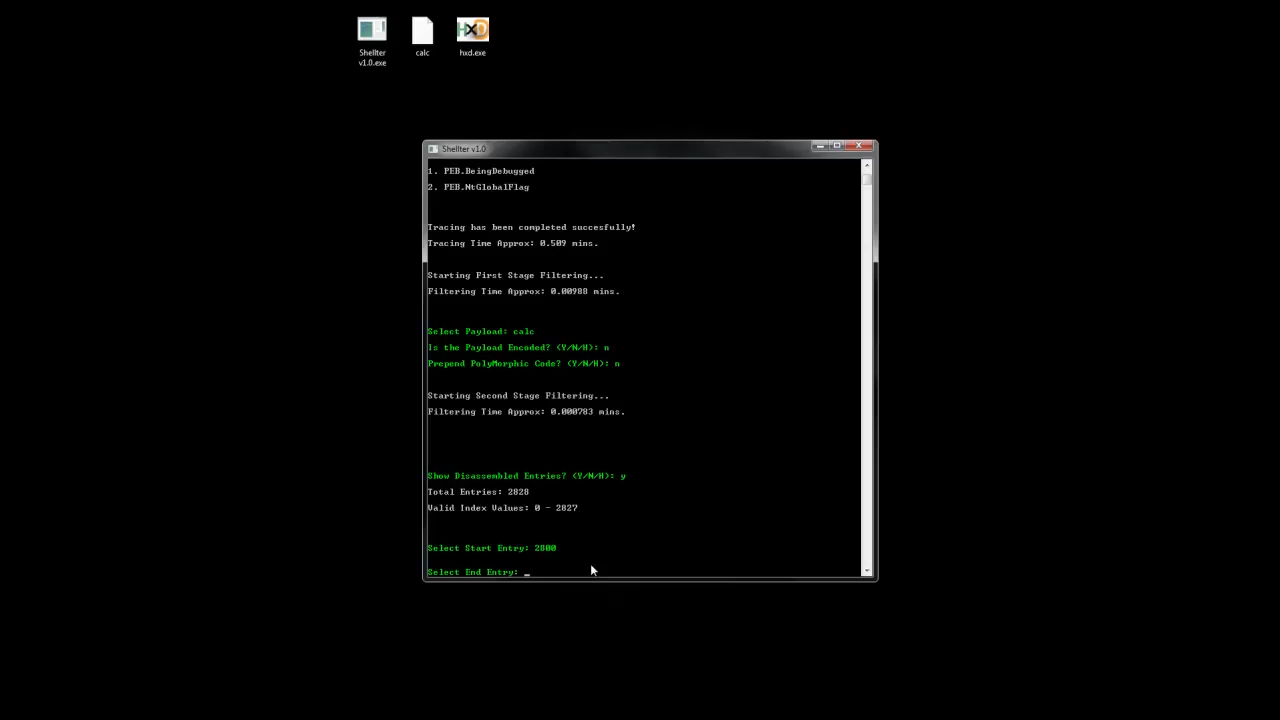 Shellter
v1.0.exe
calc
hxd.exe
Shellter v1.0
1. PEB.BeingDebugged
2. PEB.NtGlobalFlag
Tracing has been completed succesfully!
Tracing Time Approx: 0.509 mins.
Starting First Stage Filtering...
Filtering Time Approx: 0.00988 mins.
Select Payload: calc
Is the Payload Encoded? (Y/N/H): n
Prepend PolyMorphic Code? (Y/N/H): n
Starting Second Stage Filtering...
Filtering Time Approx: 0.000783 mins.
Show Disassembled Entries? (Y/N/H): y
Total Entries: 2828
Valid Index Values: 0 - 2827
Select Start Entry: 2800
Select End Entry: _